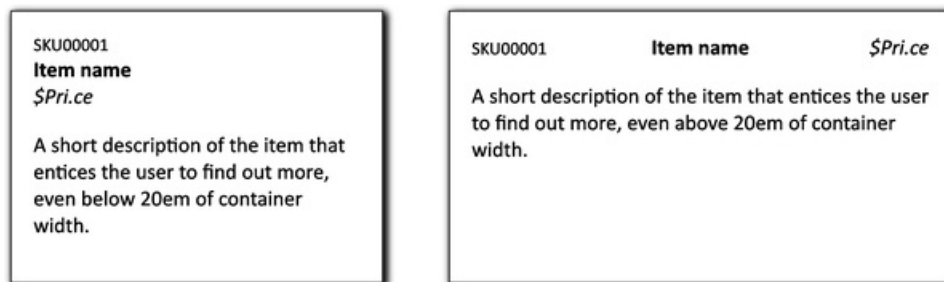 SKU00001
Item name
$Pri.ce
A short description of the item that
entices the user to find out more,
even below 20em of container
width.
SKU00001 Item name $Pri.ce
A short description of the item that entices the user
to find out more, even above 20em of container
width.